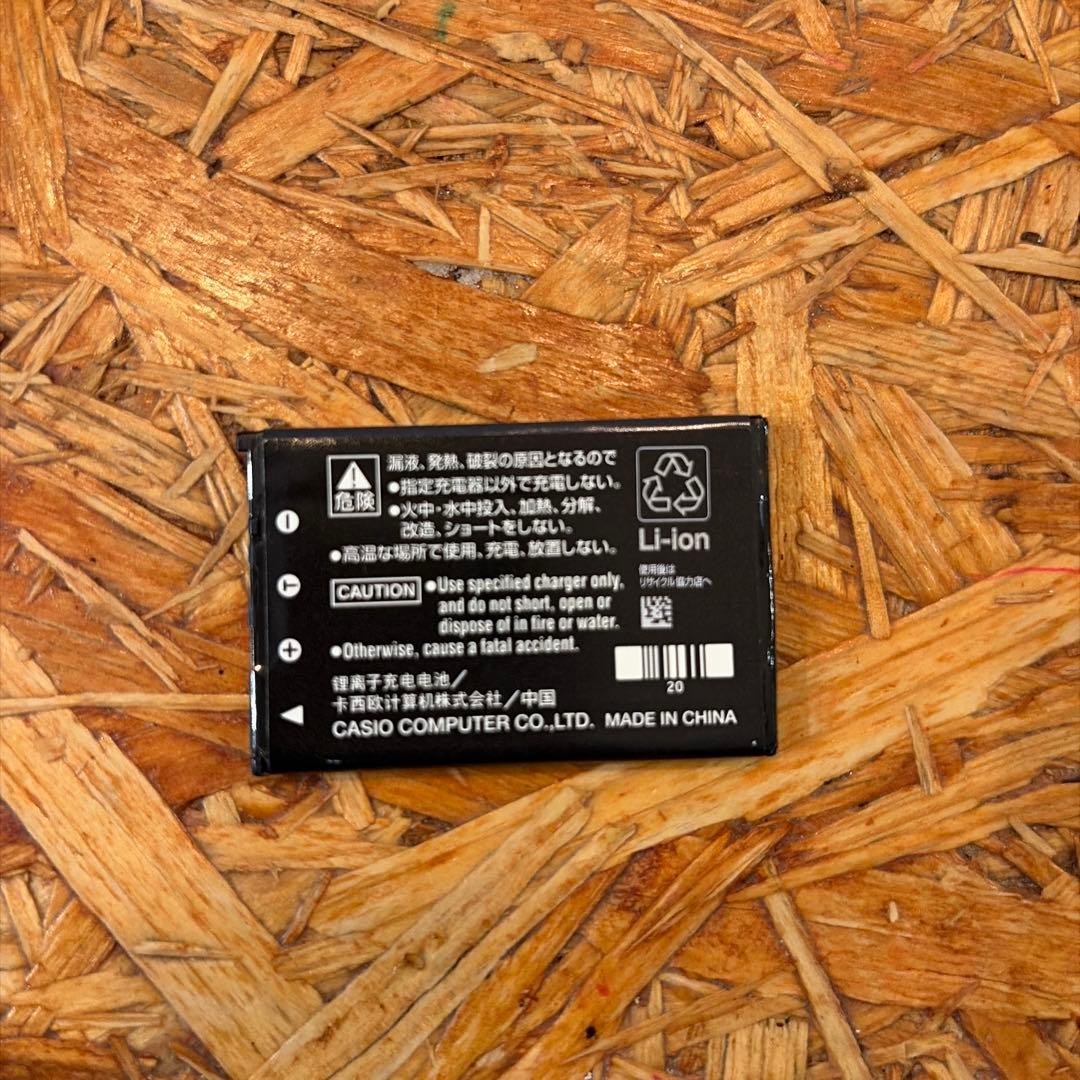 漏液、発熱、破裂の原因となるので
●指定充電器以外で充電しない。
危険
●火中・水中投入、加熱、分解、
改造、ショートをしない。
●高温な場所で使用、充電、放置しない。
CAUTION
●Use specified charger only,
and do not short, open or
dispose of in fire or water.
●Otherwise, cause a fatal accident.
锂离子充电电池/
卡西欧计算机株式会社/中国
CASIO COMPUTER CO.,LTD. MADE IN CHINA
Li-ion
使用後は
リサイクル協力店へ
20
－
T
+